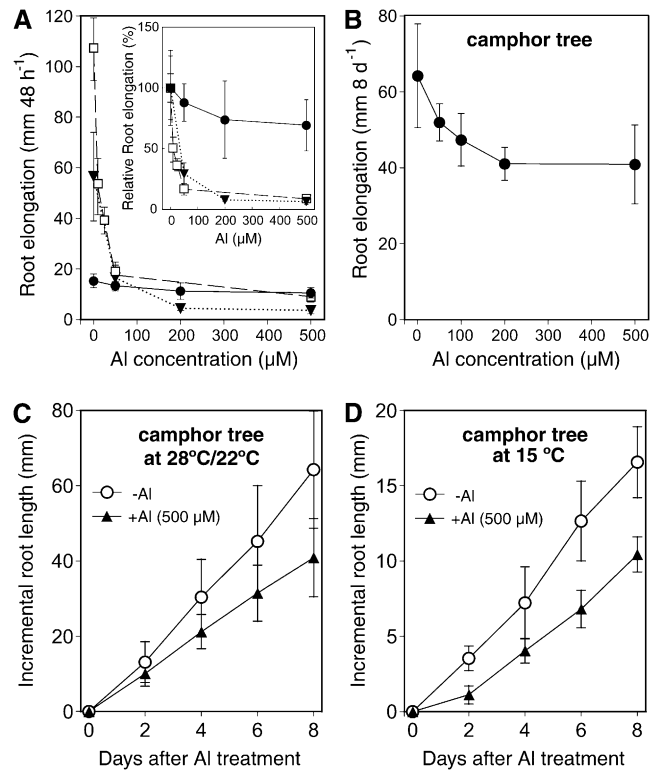 A
Root elongation (mm 48 h⁻¹)
120
100
80
60
40
20
0
0 100 200 300 400 500
Al concentration (µM)
Relative Root elongation (%)
150
100
50
0
0 100 200 300 400 500
Al (µM)
B
Root elongation (mm 8 d⁻¹)
80
60
40
20
0
camphor tree
0 100 200 300 400 500
Al concentration (µM)
C
Incremental root length (mm)
80
60
40
20
0
camphor tree
at 28ºC/22ºC
-Al
+Al (500 µM)
0 2 4 6 8
Days after Al treatment
D
Incremental root length (mm)
20
15
10
5
0
camphor tree
at 15 ºC
-Al
+Al (500 µM)
0 2 4 6 8
Days after Al treatment